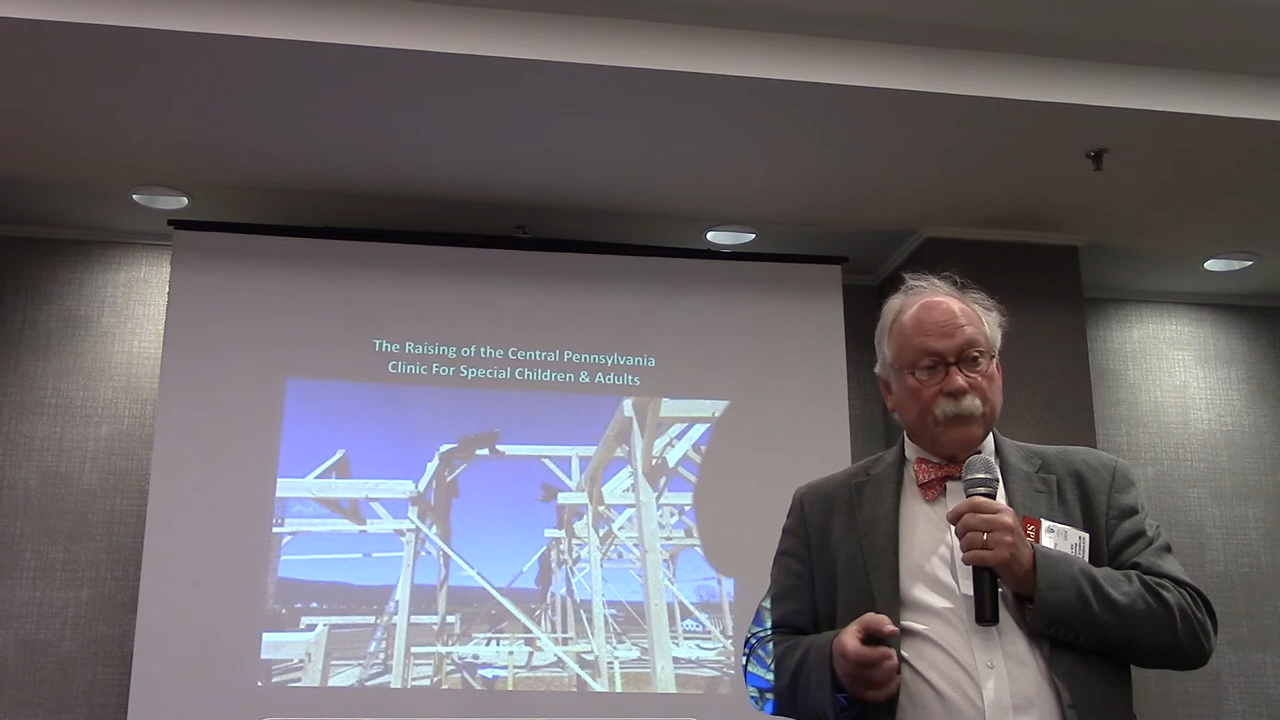 The Raising of the Central Pennsylvania
Clinic For Special Children & Adults